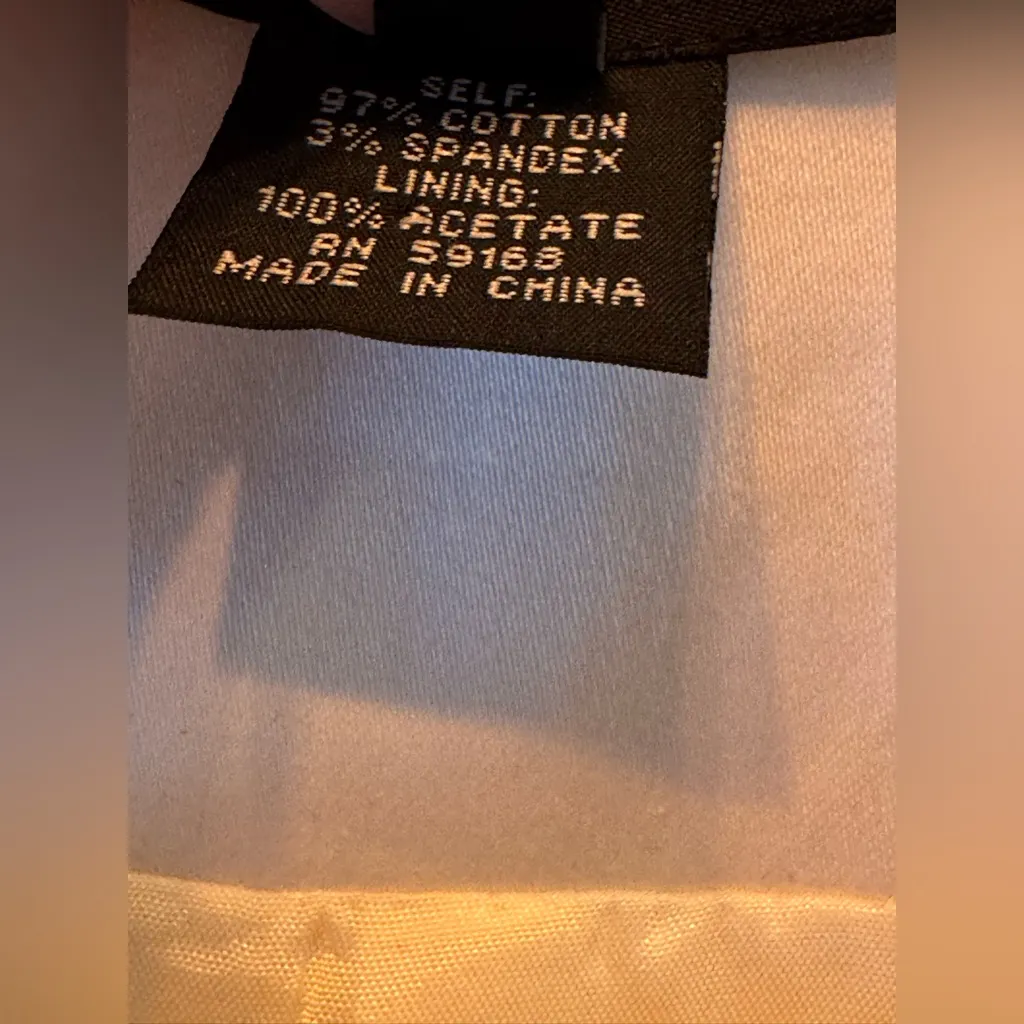 SELF:
97% COTTON
3% SPANDEX
LINING:
100% ACETATE
RN 59168
MADE IN CHINA